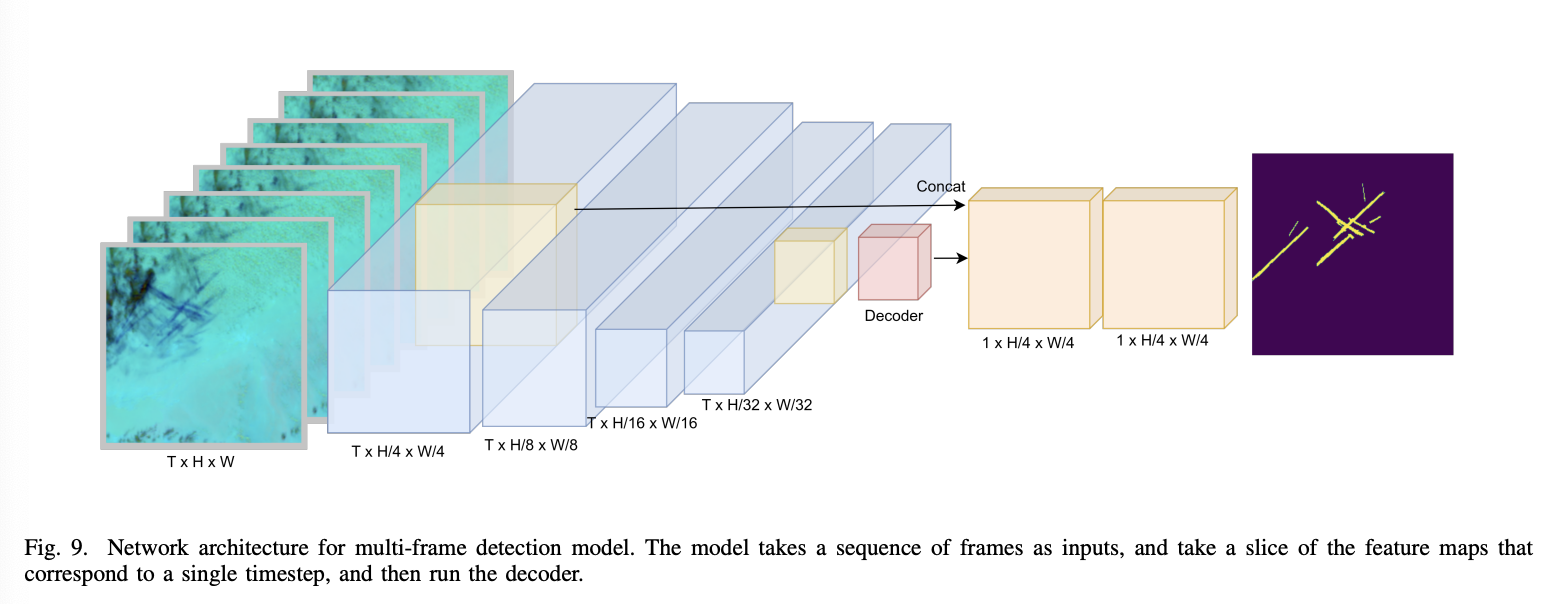 Concat
Decoder
1 x H/4 x W/4
1 x H/4 x W/4
T x H/32 x W/32
T x H/16 x W/16
T x H/8 x W/8
T x H/4 x W/4
T x H x W
Fig. 9. Network architecture for multi-frame detection model. The model takes a sequence of frames as inputs, and take a slice of the feature maps that
correspond to a single timestep, and then run the decoder.